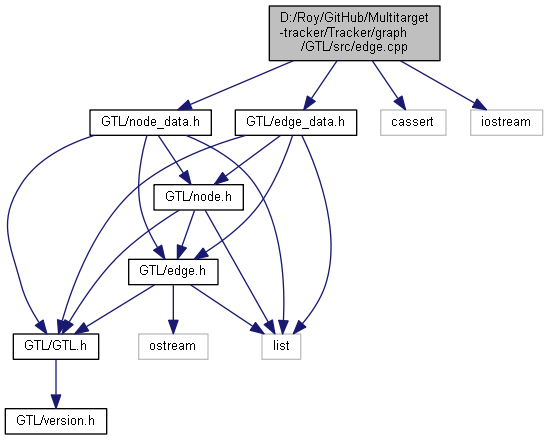 D:/Roy/GitHub/Multitarget
-tracker/Tracker/graph
/GTL/src/edge.cpp
GTL/node_data.h
GTL/edge_data.h
cassert
iostream
GTL/node.h
GTL/edge.h
GTL/GTL.h
ostream
list
GTL/version.h